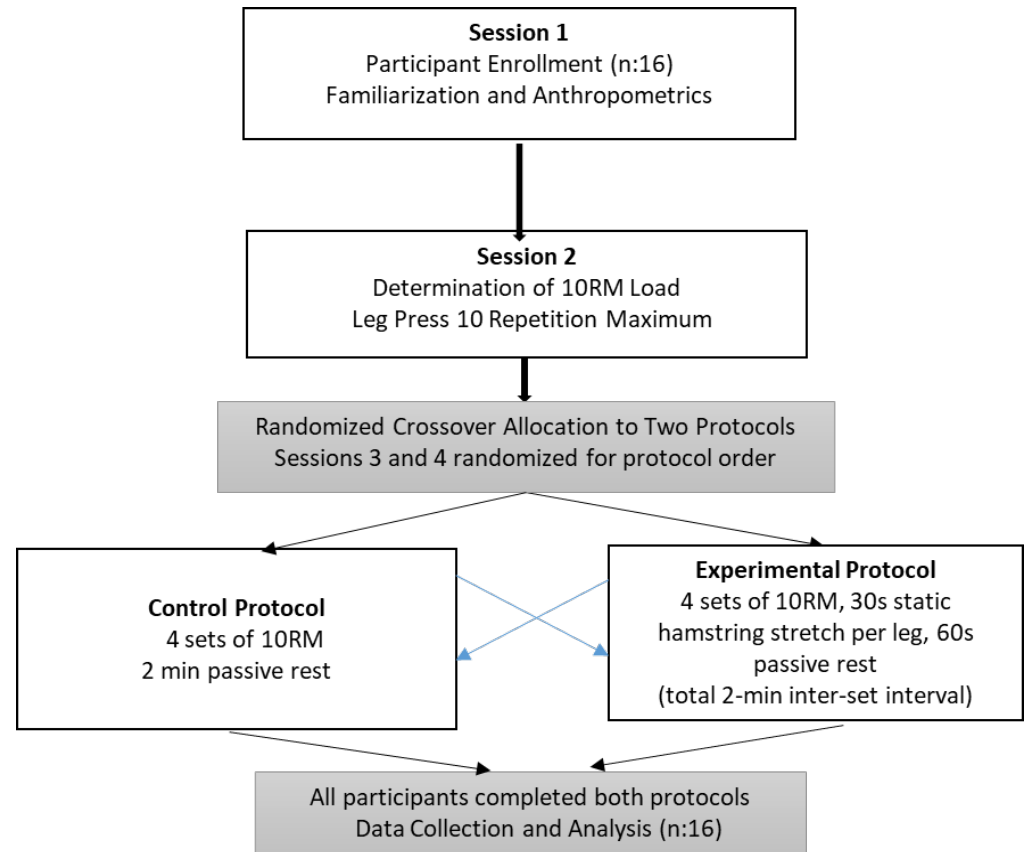 Session 1
Participant Enrollment (n:16)
Familiarization and Anthropometrics
Session 2
Determination of 10RM Load
Leg Press 10 Repetition Maximum
Randomized Crossover Allocation to Two Protocols
Sessions 3 and 4 randomized for protocol order
Control Protocol
4 sets of 10RM
2 min passive rest
Experimental Protocol
4 sets of 10RM, 30s static
hamstring stretch per leg, 60s
passive rest
(total 2-min inter-set interval)
All participants completed both protocols
Data Collection and Analysis (n:16)